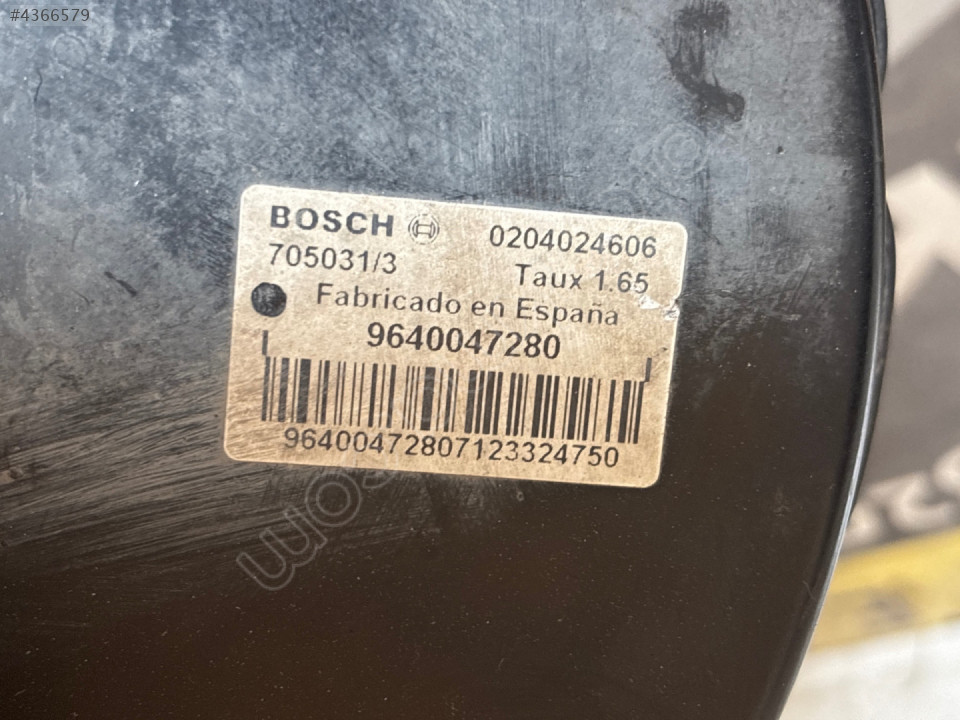 #4366579
BOSCH 0204024606
705031/3 Taux 1.65
Fabricado en España
9640047280
96400472807123324750